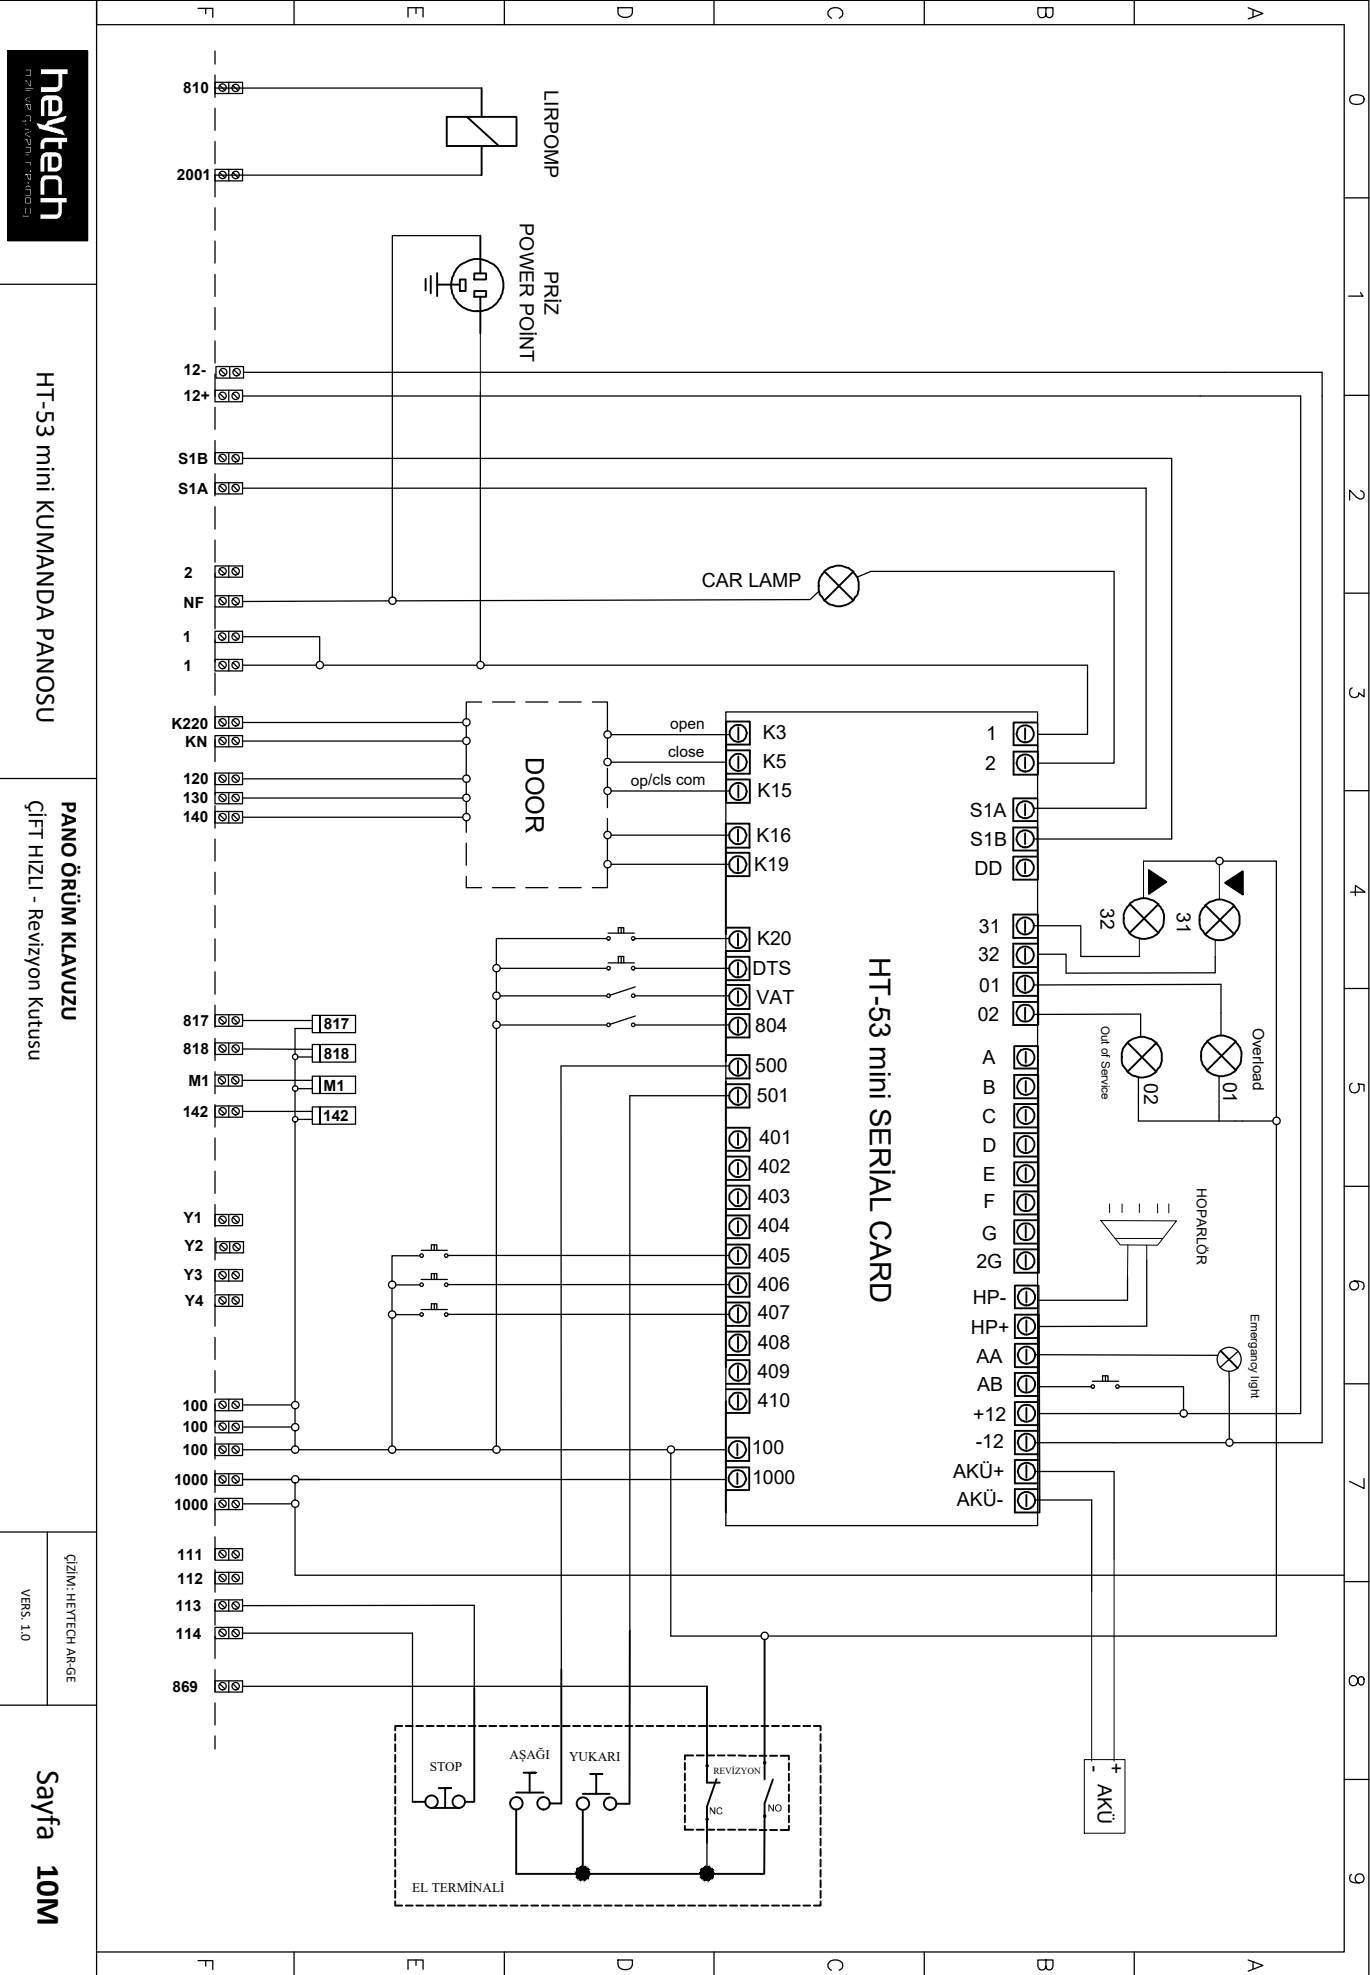 F
E
D
C
B
A
0
1
2
3
4
5
6
7
8
9
810
LIRPOMP
2001
PRİZ
POWER POİNT
12-
12+
S1B
S1A
2
NF
1
1
CAR LAMP
K220
KN
120
130
140
DOOR
open
close
op/cls com
K3
K5
K15
K16
K19
K20
DTS
VAT
804
500
501
401
402
403
404
405
406
407
408
409
410
100
1000
HT-53 mini SERİAL CARD
1
2
S1A
S1B
DD
31
32
01
02
A
B
C
D
E
F
G
2G
HP-
HP+
AA
AB
+12
-12
AKÜ+
AKÜ-
32
31
Overload
01
Out of Service
02
HOPARLÖR
Emergancy light
817
818
M1
142
817
818
M1
142
Y1
Y2
Y3
Y4
100
100
100
1000
1000
111
112
113
114
869
STOP
AŞAĞI
YUKARI
REVİZYON
NC
NO
EL TERMİNALİ
+
-
AKÜ
F
E
D
C
B
A
heytech
HT-53 mini KUMANDA PANOSU
PANO ÖRÜM KLAVUZU
ÇİFT HIZLI - Revizyon Kutusu
ÇİZİM: HEYTECH AR-GE
VERS. 1.0
Sayfa 10M